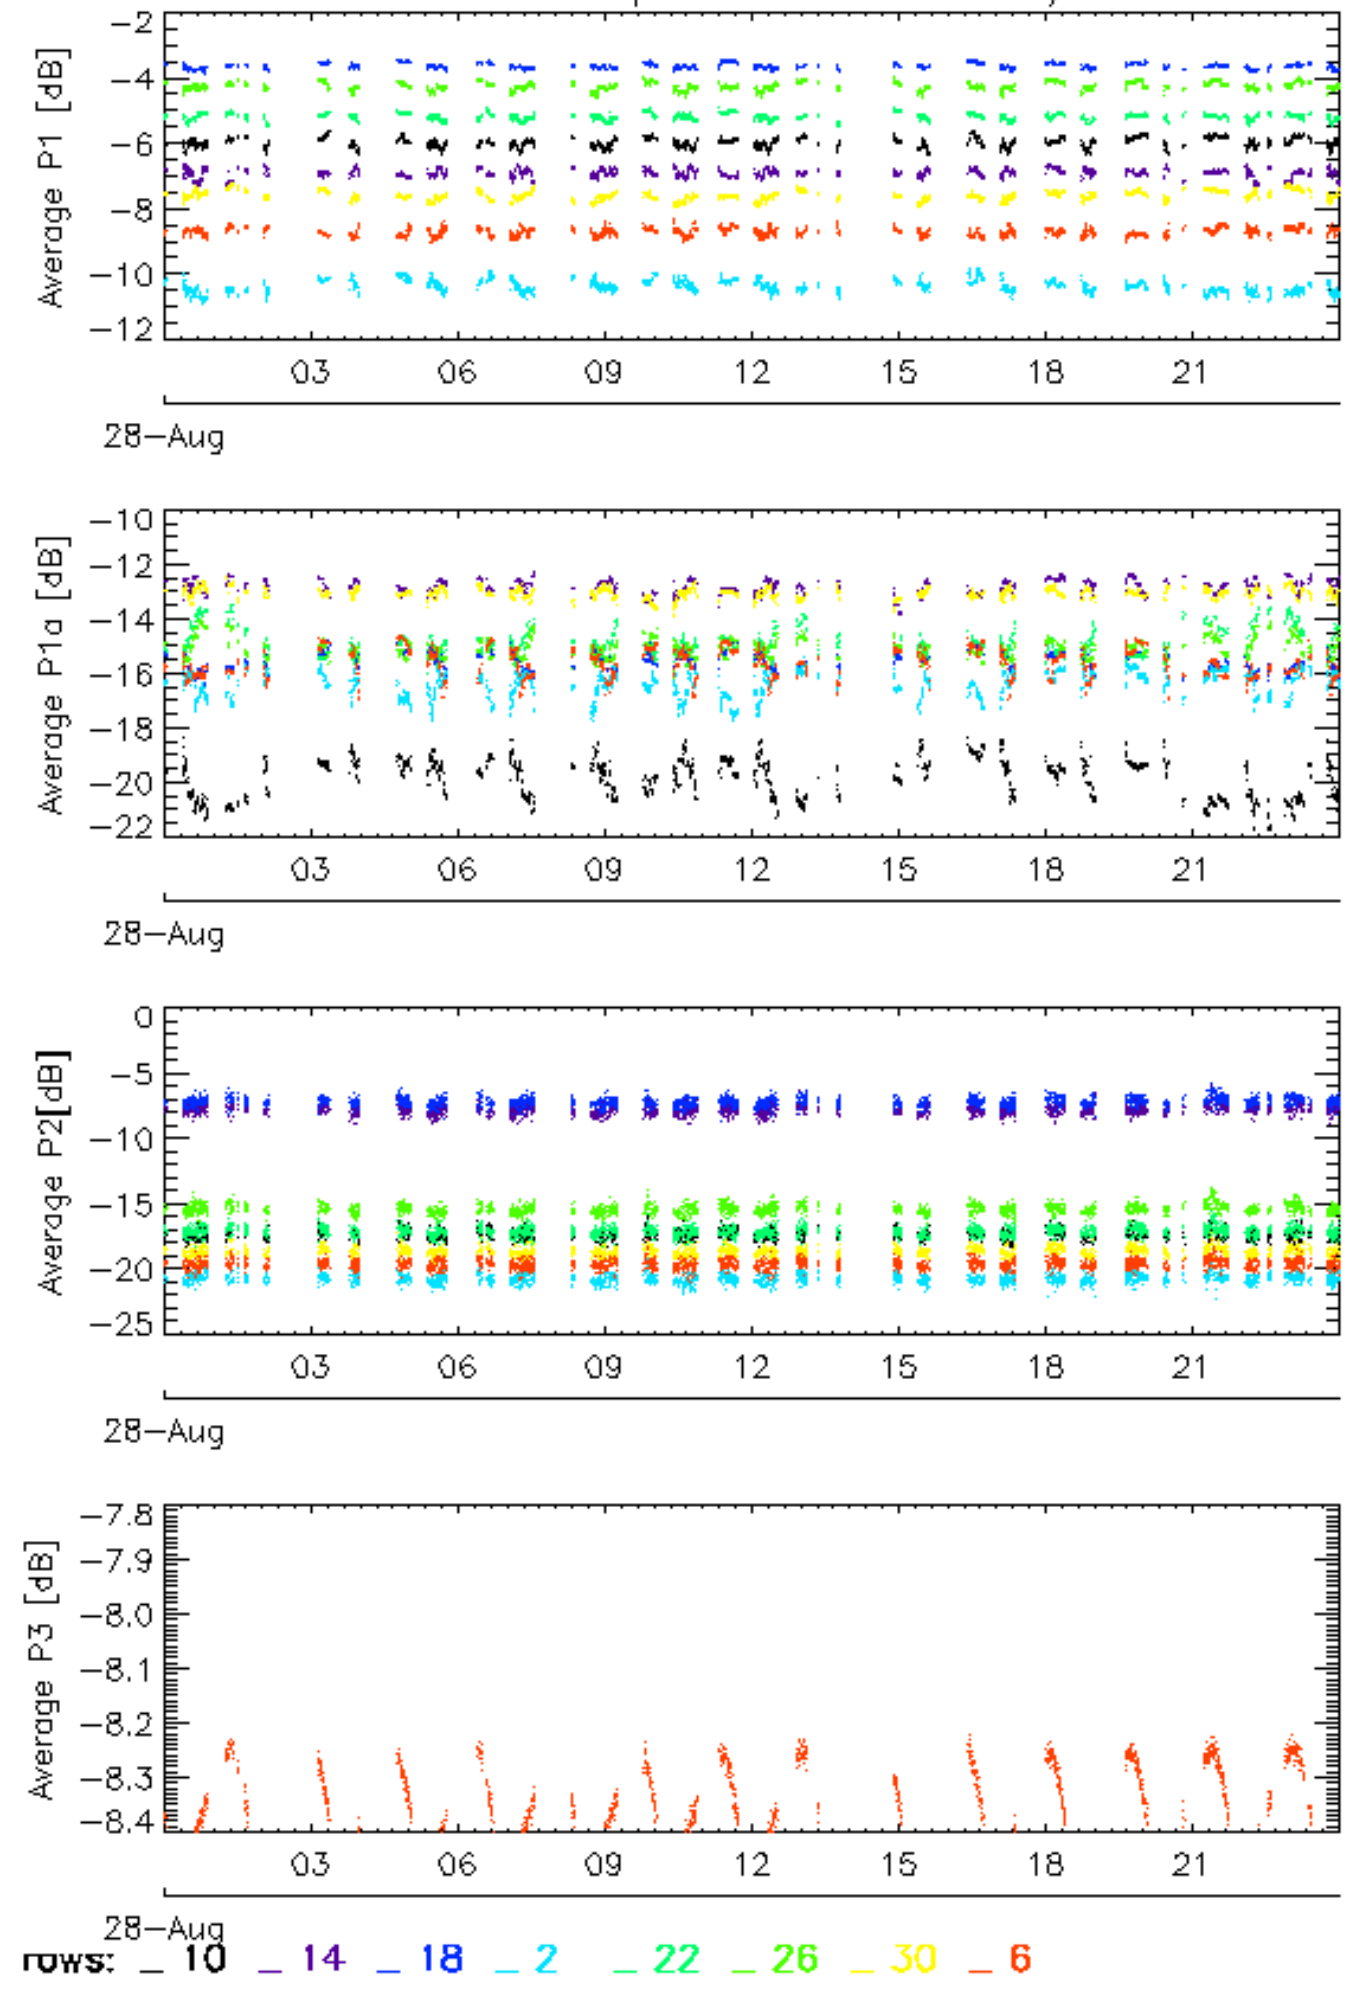 Average P1 [dB]
−2
−4
−6
−8
−10
−12
03 06 09 12 15 18 21
28−Aug
Average P1a [dB]
−10
−12
−14
−16
−18
−20
−22
03 06 09 12 15 18 21
28−Aug
Average P2[dB]
0
−5
−10
−15
−20
−25
03 06 09 12 15 18 21
28−Aug
Average P3 [dB]
−7.8
−7.9
−8.0
−8.1
−8.2
−8.3
−8.4
03 06 09 12 15 18 21
28−Aug
rows: _ 10 _ 14 _ 18 _ 2 _ 22 _ 26 _ 30 _ 6